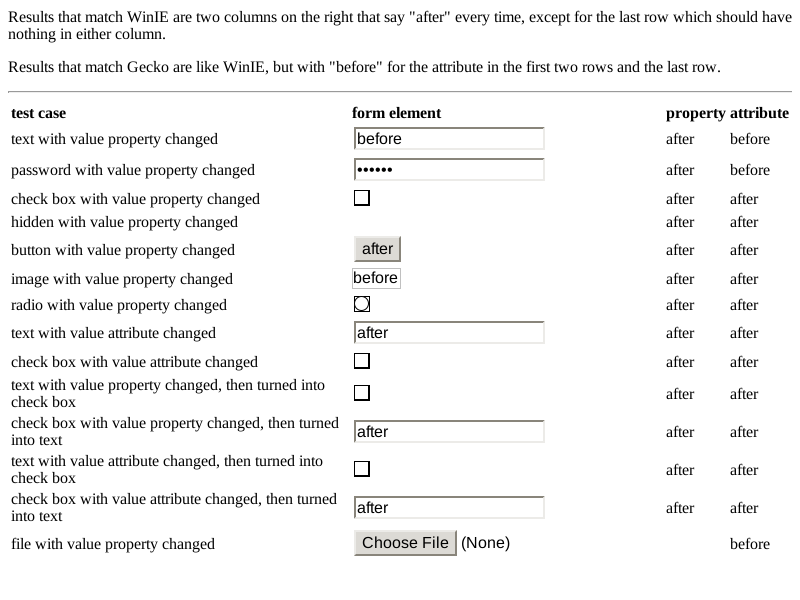 Results that match WinIE are two columns on the right that say "after" every time, except for the last row which should have
nothing in either column.
Results that match Gecko are like WinIE, but with "before" for the attribute in the first two rows and the last row.
test case form element property attribute
text with value property changed before after before
password with value property changed •••••• after before
check box with value property changed after after
hidden with value property changed after after
button with value property changed after after after
image with value property changed before after after
radio with value property changed after after
text with value attribute changed after after after
check box with value attribute changed after after
text with value property changed, then turned into
check box after after
check box with value property changed, then turned
into text after after after
text with value attribute changed, then turned into
check box after after
check box with value attribute changed, then turned
into text after after after
file with value property changed Choose File (None) before